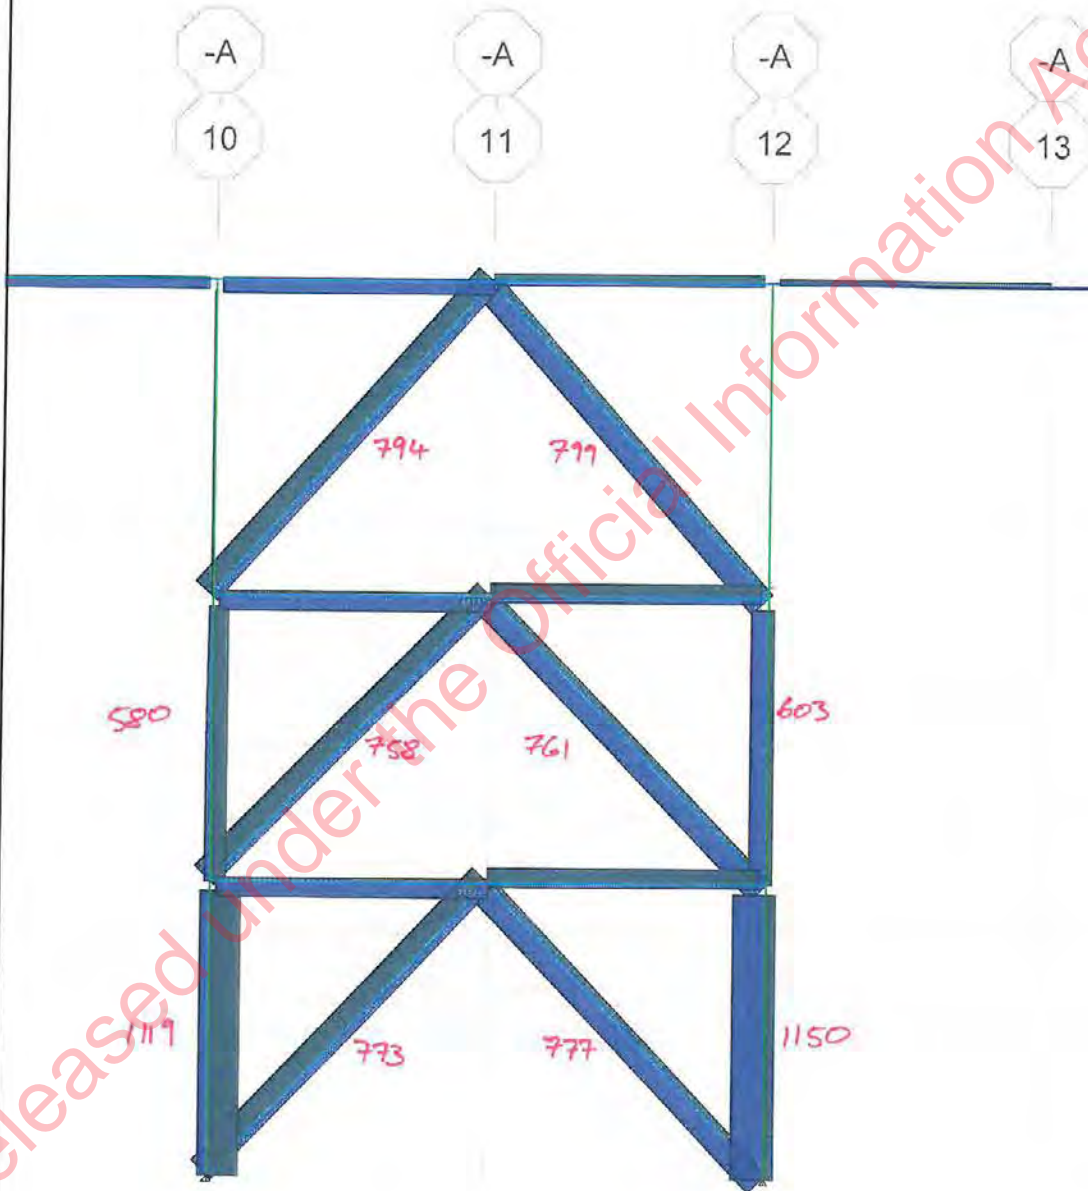 -A -A -A -A
10 11 12 13
794 799
580 758 761 603
1119 773 777 1150
Released under the Official Information Ac